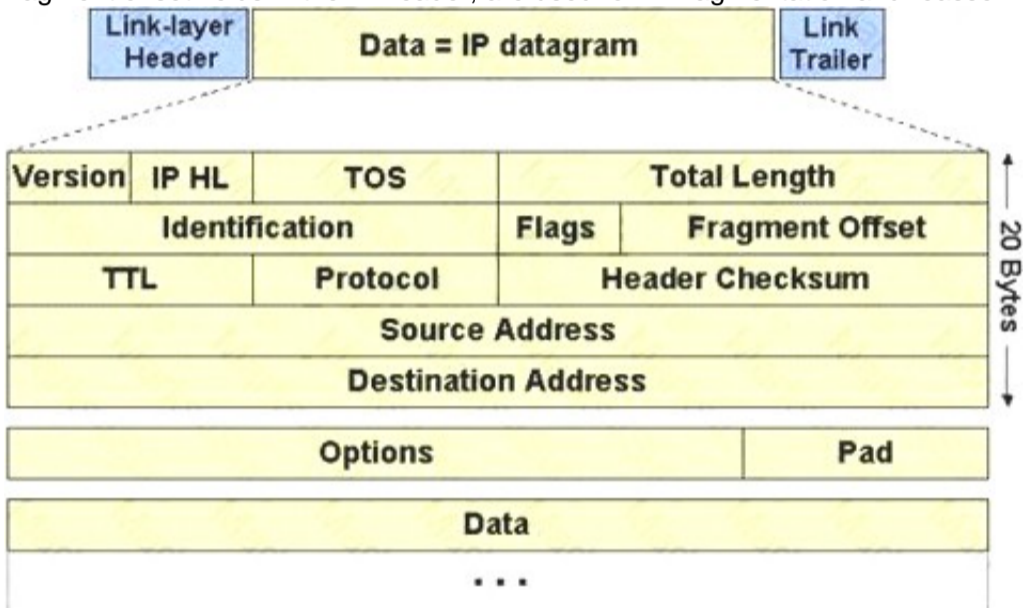 Link-layer
Header
Data = IP datagram
Link
Trailer
Version IP HL TOS Total Length
Identification Flags Fragment Offset
TTL Protocol Header Checksum
Source Address
Destination Address
20 Bytes
Options Pad
Data
...